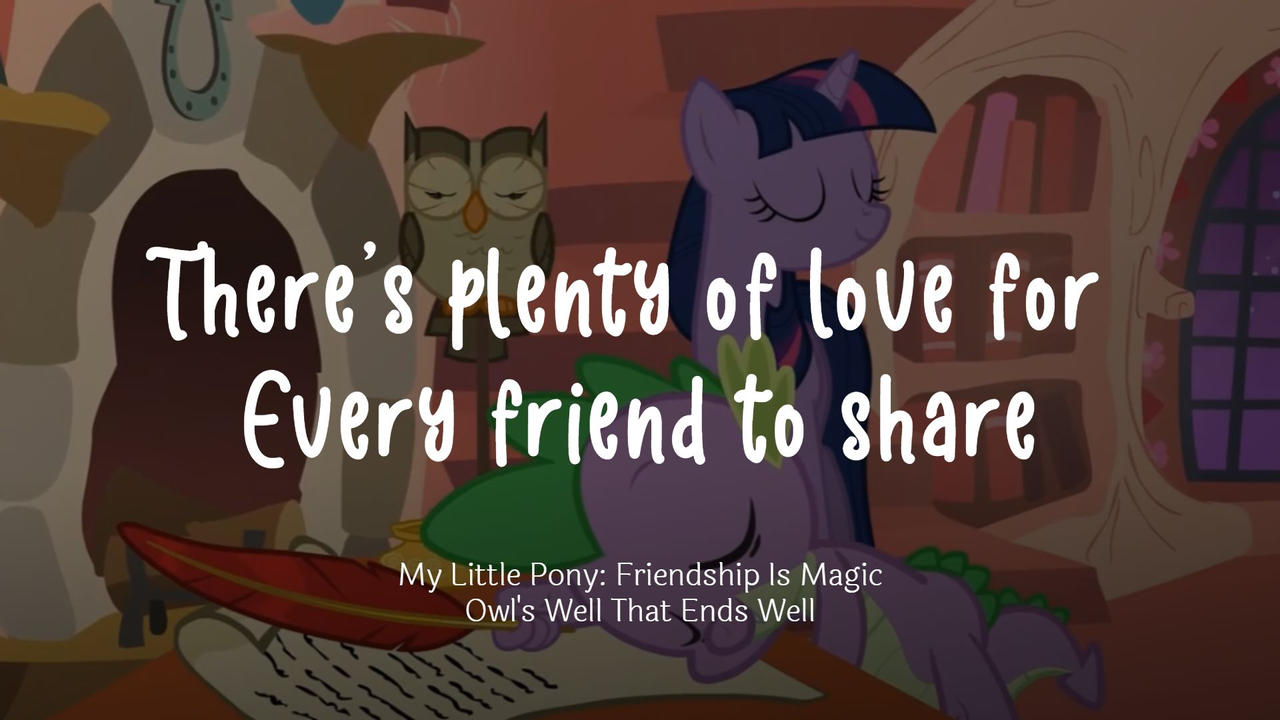 There's plenty of love for
Every friend to share
My Little Pony: Friendship Is Magic
Owl's Well That Ends Well